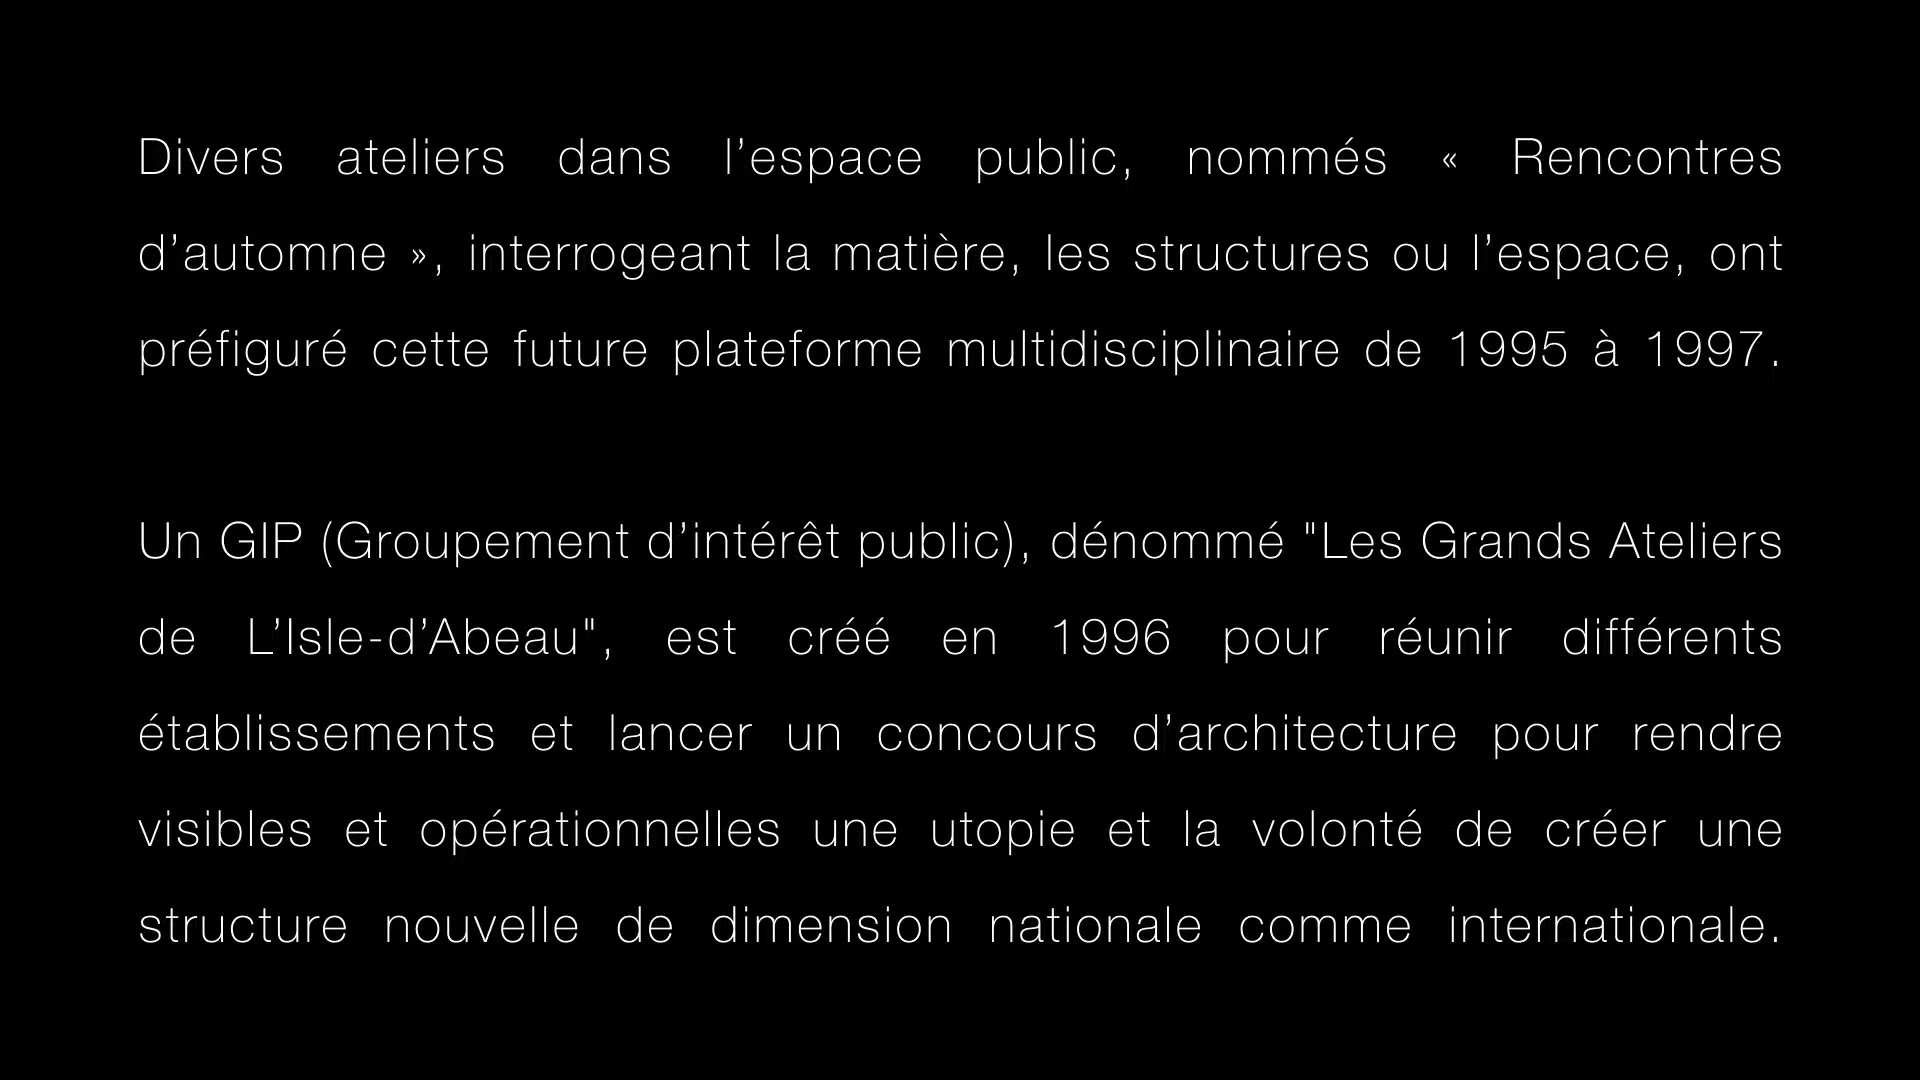 Divers ateliers dans l’espace public, nommés « Rencontres
d’automne », interrogeant la matière, les structures ou l’espace, ont
préfiguré cette future plateforme multidisciplinaire de 1995 à 1997.
Un GIP (Groupement d’intérêt public), dénommé "Les Grands Ateliers
de L’Isle-d’Abeau", est créé en 1996 pour réunir différents
établissements et lancer un concours d’architecture pour rendre
visibles et opérationnelles une utopie et la volonté de créer une
structure nouvelle de dimension nationale comme internationale.